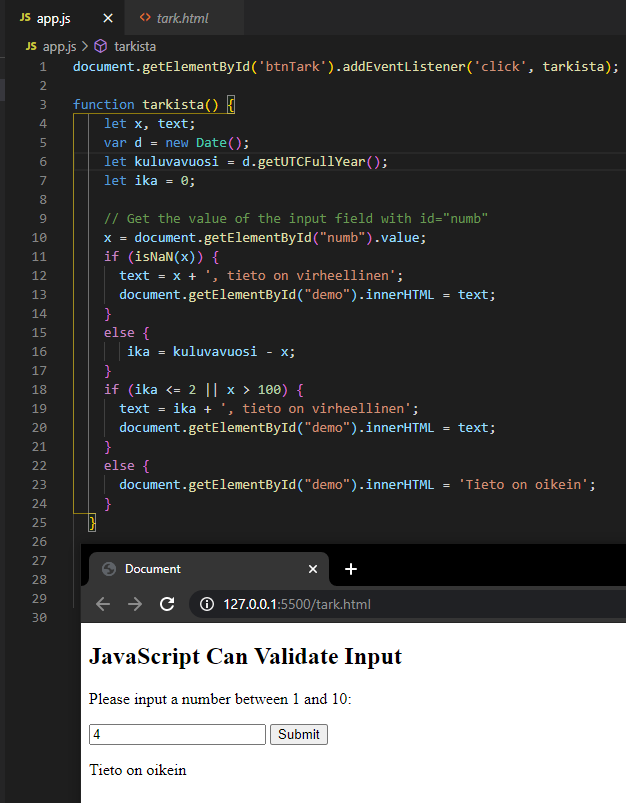 JS app.js × <> tark.html
JS app.js > tarkista
1 document.getElementById('btnTark').addEventListener('click', tarkista);
2
3 function tarkista() {
4 let x, text;
5 var d = new Date();
6 let kuluvavuosi = d.getUTCFullYear();
7 let ika = 0;
8
9 // Get the value of the input field with id="numb"
10 x = document.getElementById("numb").value;
11 if (isNaN(x)) {
12 text = x + ', tieto on virheellinen';
13 document.getElementById("demo").innerHTML = text;
14 }
15 else {
16 ika = kuluvavuosi - x;
17 }
18 if (ika <= 2 || x > 100) {
19 text = ika + ', tieto on virheellinen';
20 document.getElementById("demo").innerHTML = text;
21 }
22 else {
23 document.getElementById("demo").innerHTML = 'Tieto on oikein';
24 }
25 }
26
27
28
29
30
Document × +
127.0.0.1:5500/tark.html
JavaScript Can Validate Input
Please input a number between 1 and 10:
4 Submit
Tieto on oikein